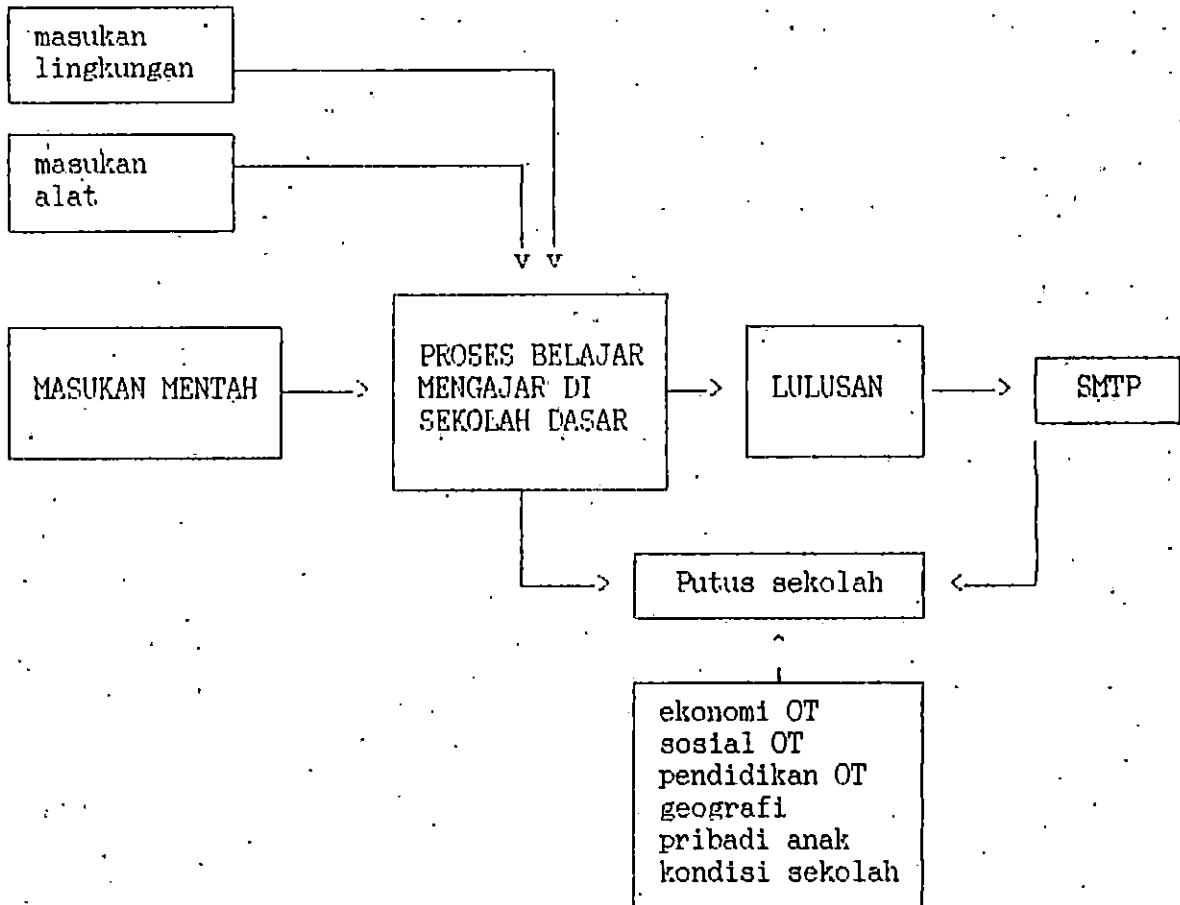 masukan
lingkungan
masukan
alat
MASUKAN MENTAH
PROSES BELAJAR
MENGAJAR DI
SEKOLAH DASAR
LULUSAN
SMTP
Putus sekolah
ekonomi OT
sosial OT
pendidikan OT
geografi
pribadi anak
kondisi sekolah